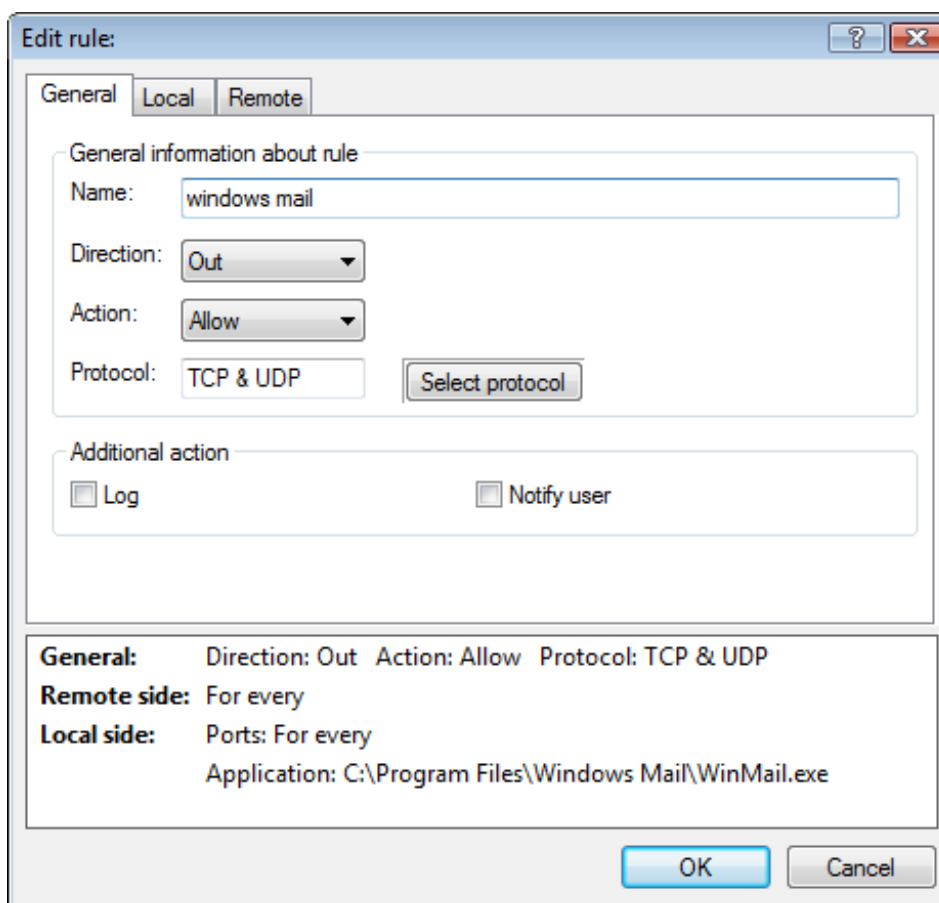 Edit rule:
General Local Remote
General information about rule
Name: windows mail
Direction: Out
Action: Allow
Protocol: TCP & UDP Select protocol
Additional action
Log Notify user
General: Direction: Out Action: Allow Protocol: TCP & UDP
Remote side: For every
Local side: Ports: For every
Application: C:\Program Files\Windows Mail\WinMail.exe
OK Cancel